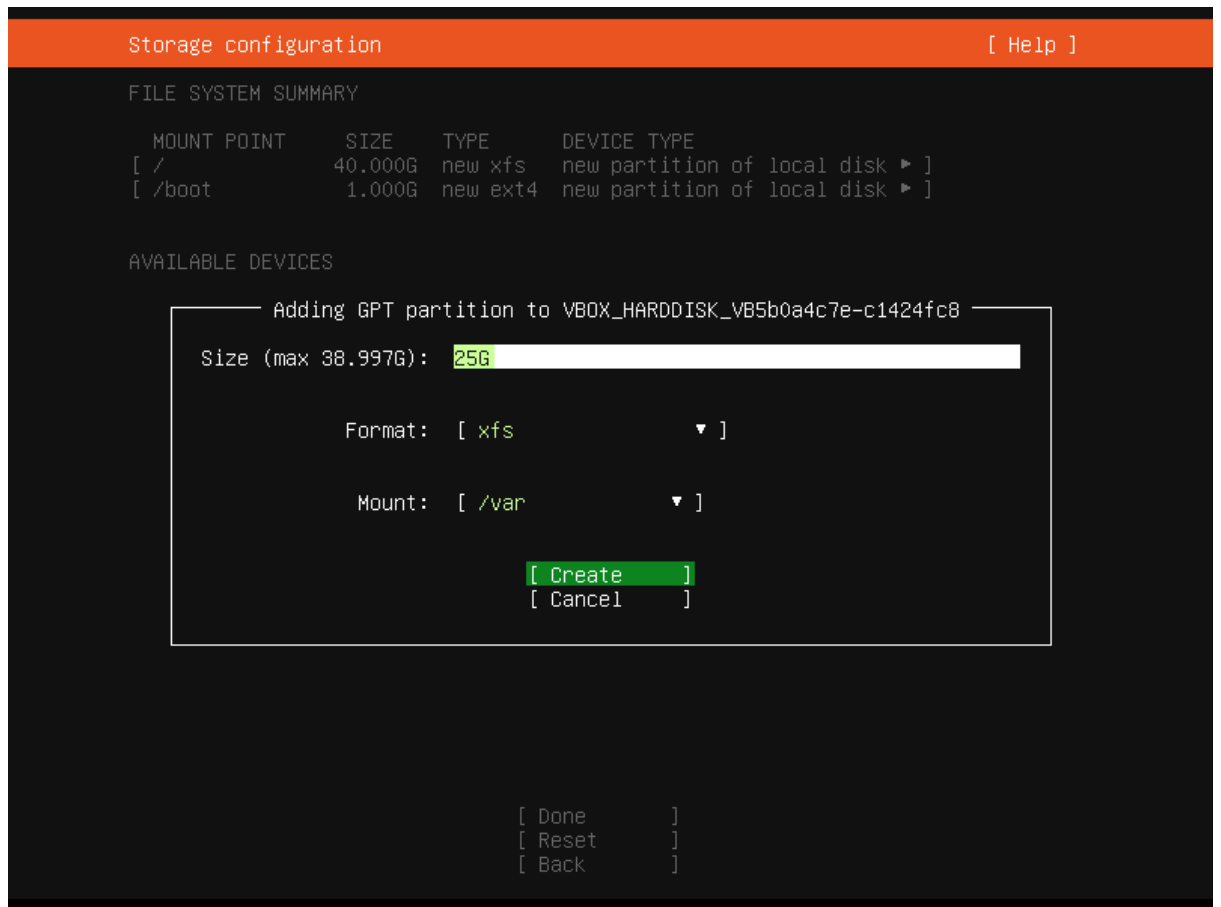 Storage configuration [ Help ]
FILE SYSTEM SUMMARY
MOUNT POINT SIZE TYPE DEVICE TYPE
[ / 40.000G new xfs new partition of local disk ▸ ]
[ /boot 1.000G new ext4 new partition of local disk ▸ ]
AVAILABLE DEVICES
Adding GPT partition to VBOX_HARDDISK_VB5b0a4c7e-c1424fc8
Size (max 38.997G): 25G
Format: [ xfs ▾ ]
Mount: [ /var ▾ ]
[ Create ]
[ Cancel ]
[ Done ]
[ Reset ]
[ Back ]